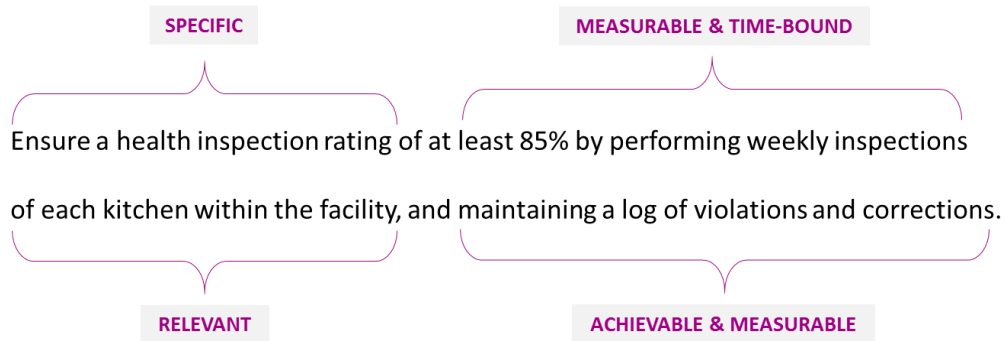 SPECIFIC
MEASURABLE & TIME-BOUND
Ensure a health inspection rating of at least 85% by performing weekly inspections
of each kitchen within the facility, and maintaining a log of violations and corrections.
RELEVANT
ACHIEVABLE & MEASURABLE